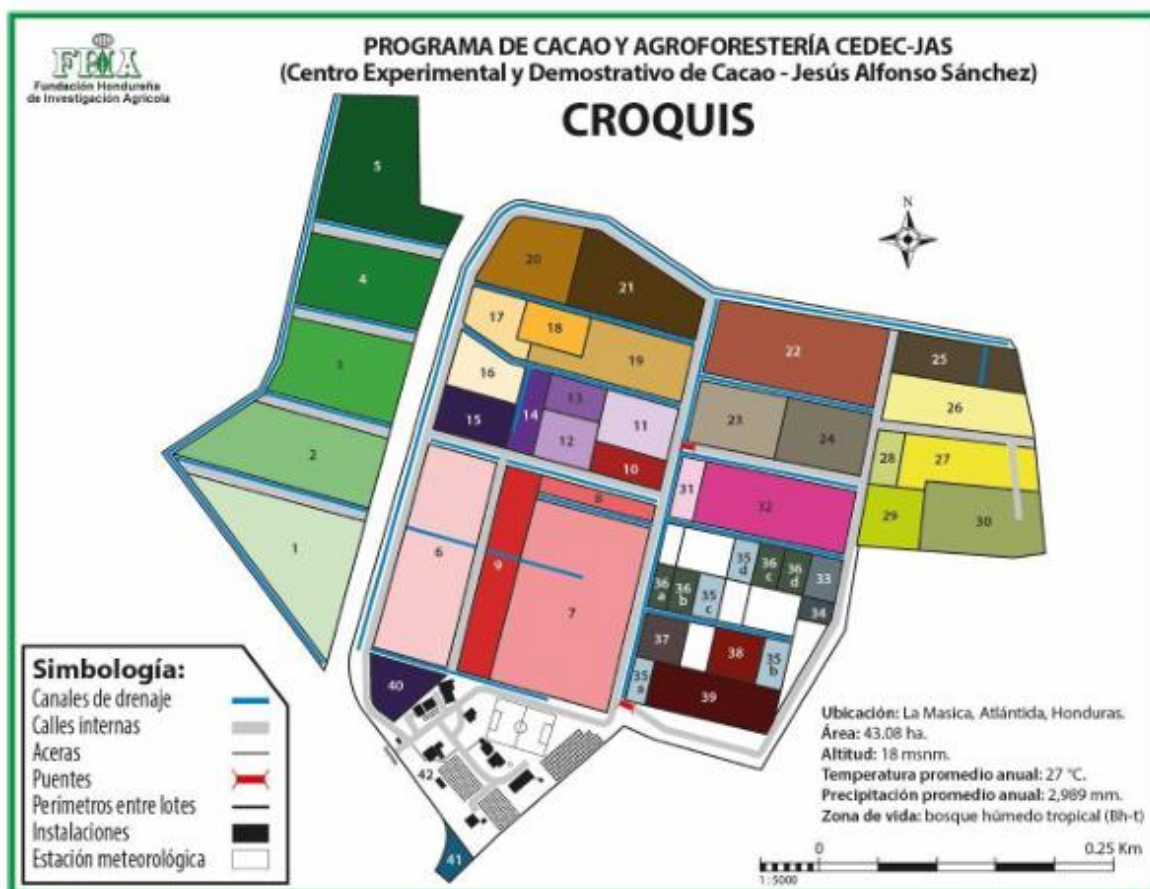 FHIA
Fundación Hondureña
de Investigación Agrícola
PROGRAMA DE CACAO Y AGROFORESTERÍA CEDEC-JAS
(Centro Experimental y Demostrativo de Cacao - Jesús Alfonso Sánchez)
CROQUIS
N
5
4
3
2
1
20
21
17
18
19
16
15
14
13
12
11
10
22
23
24
25
26
27
28
29
30
31
32
6
9
8
7
35
d
36
c
36
d
33
36
a
36
b
35
c
34
37
38
35
b
35
a
39
40
42
41
Simbología:
Canales de drenaje
Calles internas
Aceras
Puentes
Perímetros entre lotes
Instalaciones
Estación meteorológica
Ubicación: La Masica, Atlántida, Honduras.
Área: 43.08 ha.
Altitud: 18 msnm.
Temperatura promedio anual: 27 °C.
Precipitación promedio anual: 2,989 mm.
Zona de vida: bosque húmedo tropical (Bh-t)
0 0.25 Km
1:5000